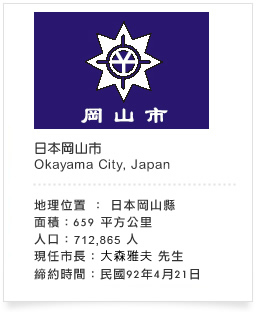 岡山市
日本岡山市
Okayama City, Japan
地理位置 : 日本岡山縣
面積:659 平方公里
人口:712,865 人
現任市長:大森雅夫 先生
締約時間:民國92年4月21日